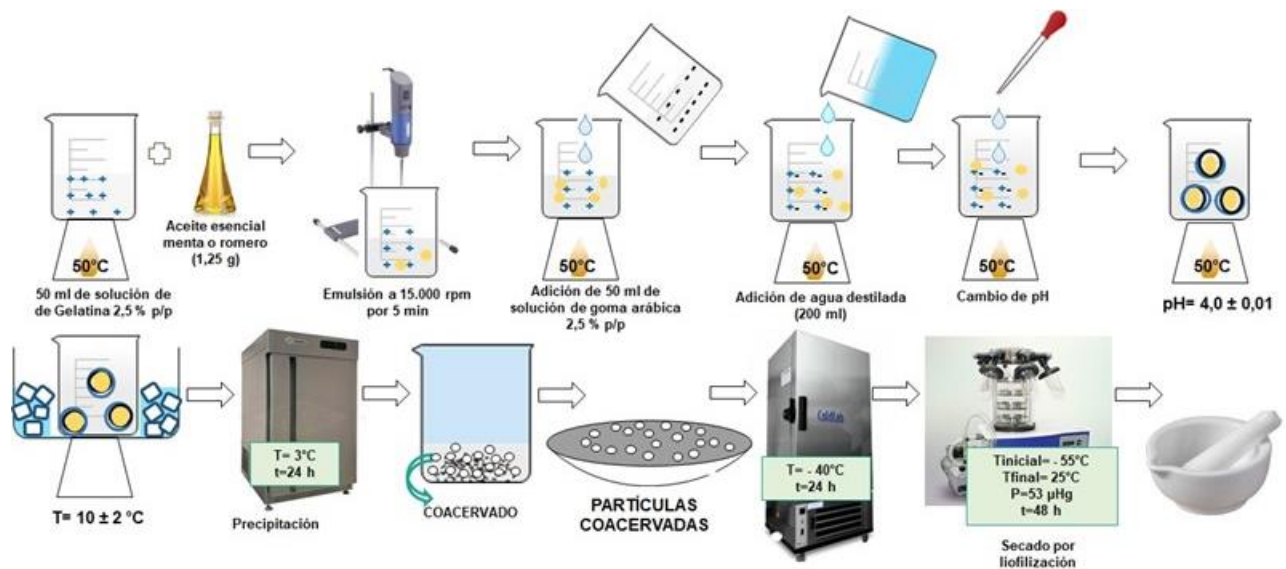 50°C
50 ml de solución de
de Gelatina 2,5 % p/p
Aceite esencial
menta o romero
(1,25 g)
Emulsión a 15.000 rpm
por 5 min
50°C
Adición de 50 ml de
solución de goma arábica
2,5 % p/p
50°C
Adición de agua destilada
(200 ml)
50°C
Cambio de pH
pH= 4,0 ± 0,01
T= 10 ± 2 °C
T= 3°C
t=24 h
Precipitación
COACERVADO
PARTÍCULAS
COACERVADAS
Coldlab
T= - 40°C
t=24 h
Tinicial= - 55°C
Tfinal= 25°C
P=53 µHg
t=48 h
Secado por
liofilización